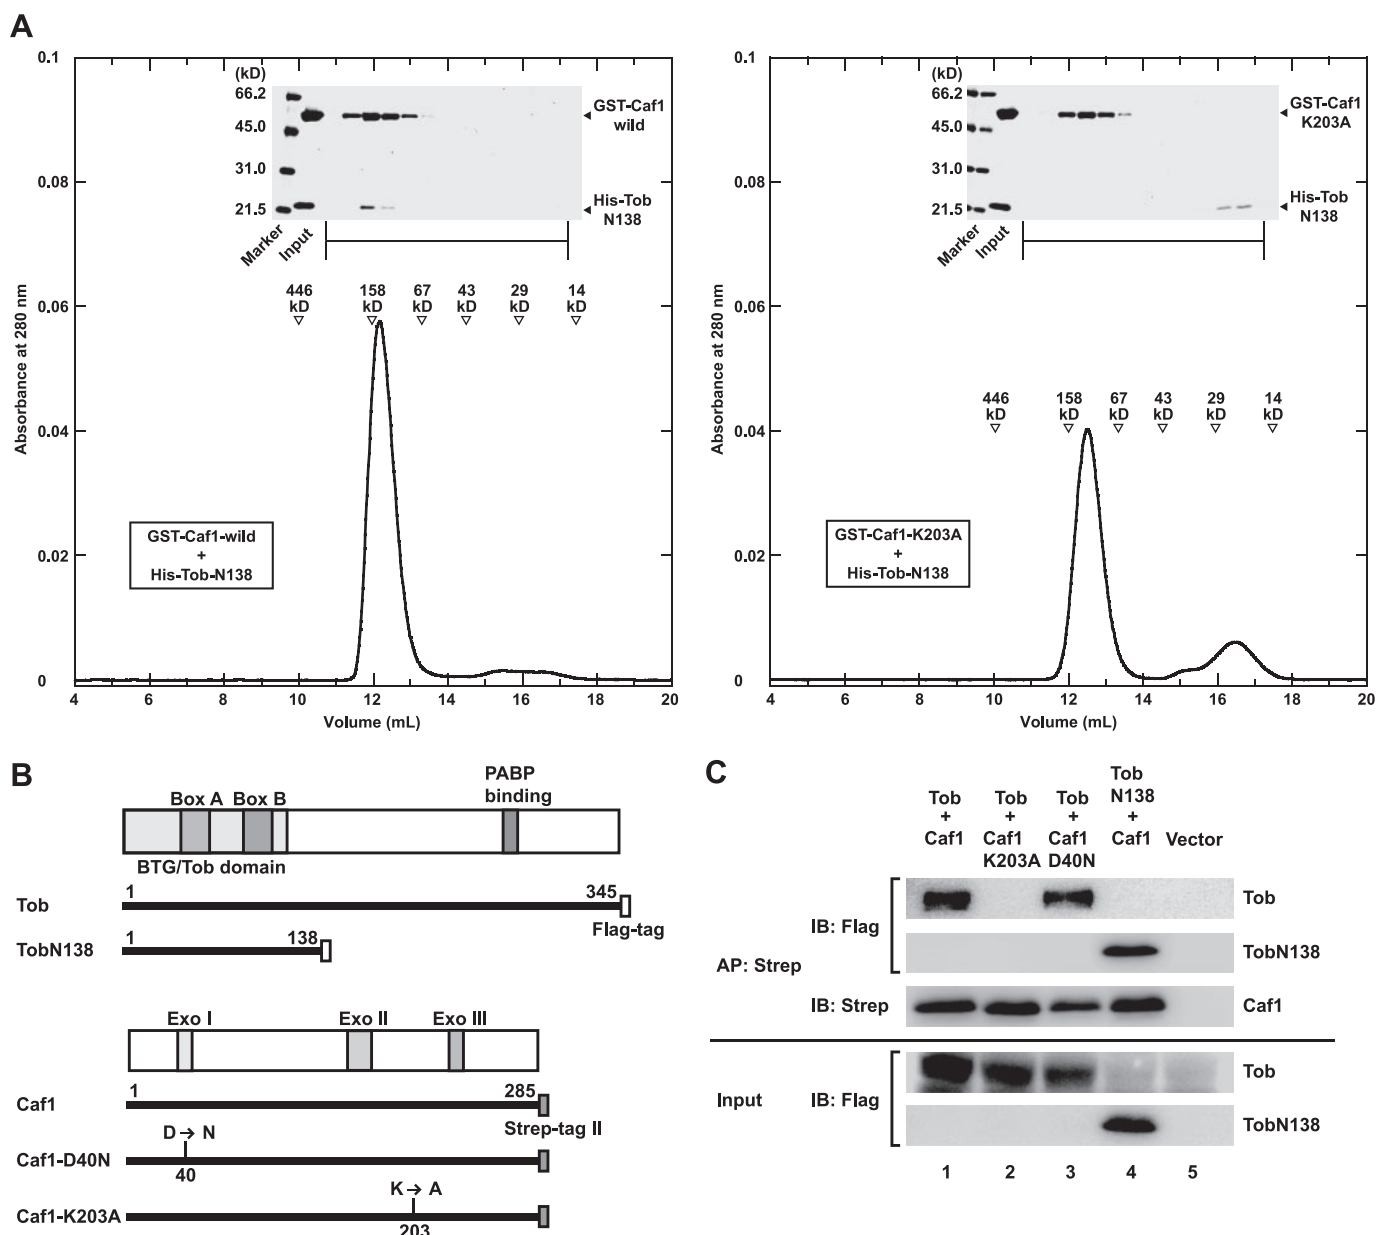 A
0.1
0.08
0.06
0.04
0.02
0
Absorbance at 280 nm
4
6
8
10
12
14
16
18
20
Volume (mL)
(kD)
66.2
45.0
31.0
21.5
GST-Caf1
wild
His-Tob
N138
Marker
Input
446
kD
158
kD
67
kD
43
kD
29
kD
14
kD
GST-Caf1-wild
+
His-Tob-N138
0.1
0.08
0.06
0.04
0.02
0
Absorbance at 280 nm
4
6
8
10
12
14
16
18
20
Volume (mL)
(kD)
66.2
45.0
31.0
21.5
GST-Caf1
K203A
His-Tob
N138
Marker
Input
446
kD
158
kD
67
kD
43
kD
29
kD
14
kD
GST-Caf1-K203A
+
His-Tob-N138
B
PABP
binding
Box A Box B
BTG/Tob domain
Tob
1
345
Flag-tag
TobN138
1
138
Exo I
Exo II
Exo III
Caf1
1
285
Strep-tag II
D → N
Caf1-D40N
40
K → A
Caf1-K203A
203
C
Tob
+
Caf1
Tob
+
Caf1
K203A
Tob
+
Caf1
D40N
Tob
N138
+
Caf1
Vector
AP: Strep
IB: Flag
Tob
TobN138
IB: Strep
Caf1
Input
IB: Flag
Tob
TobN138
1 2 3 4 5